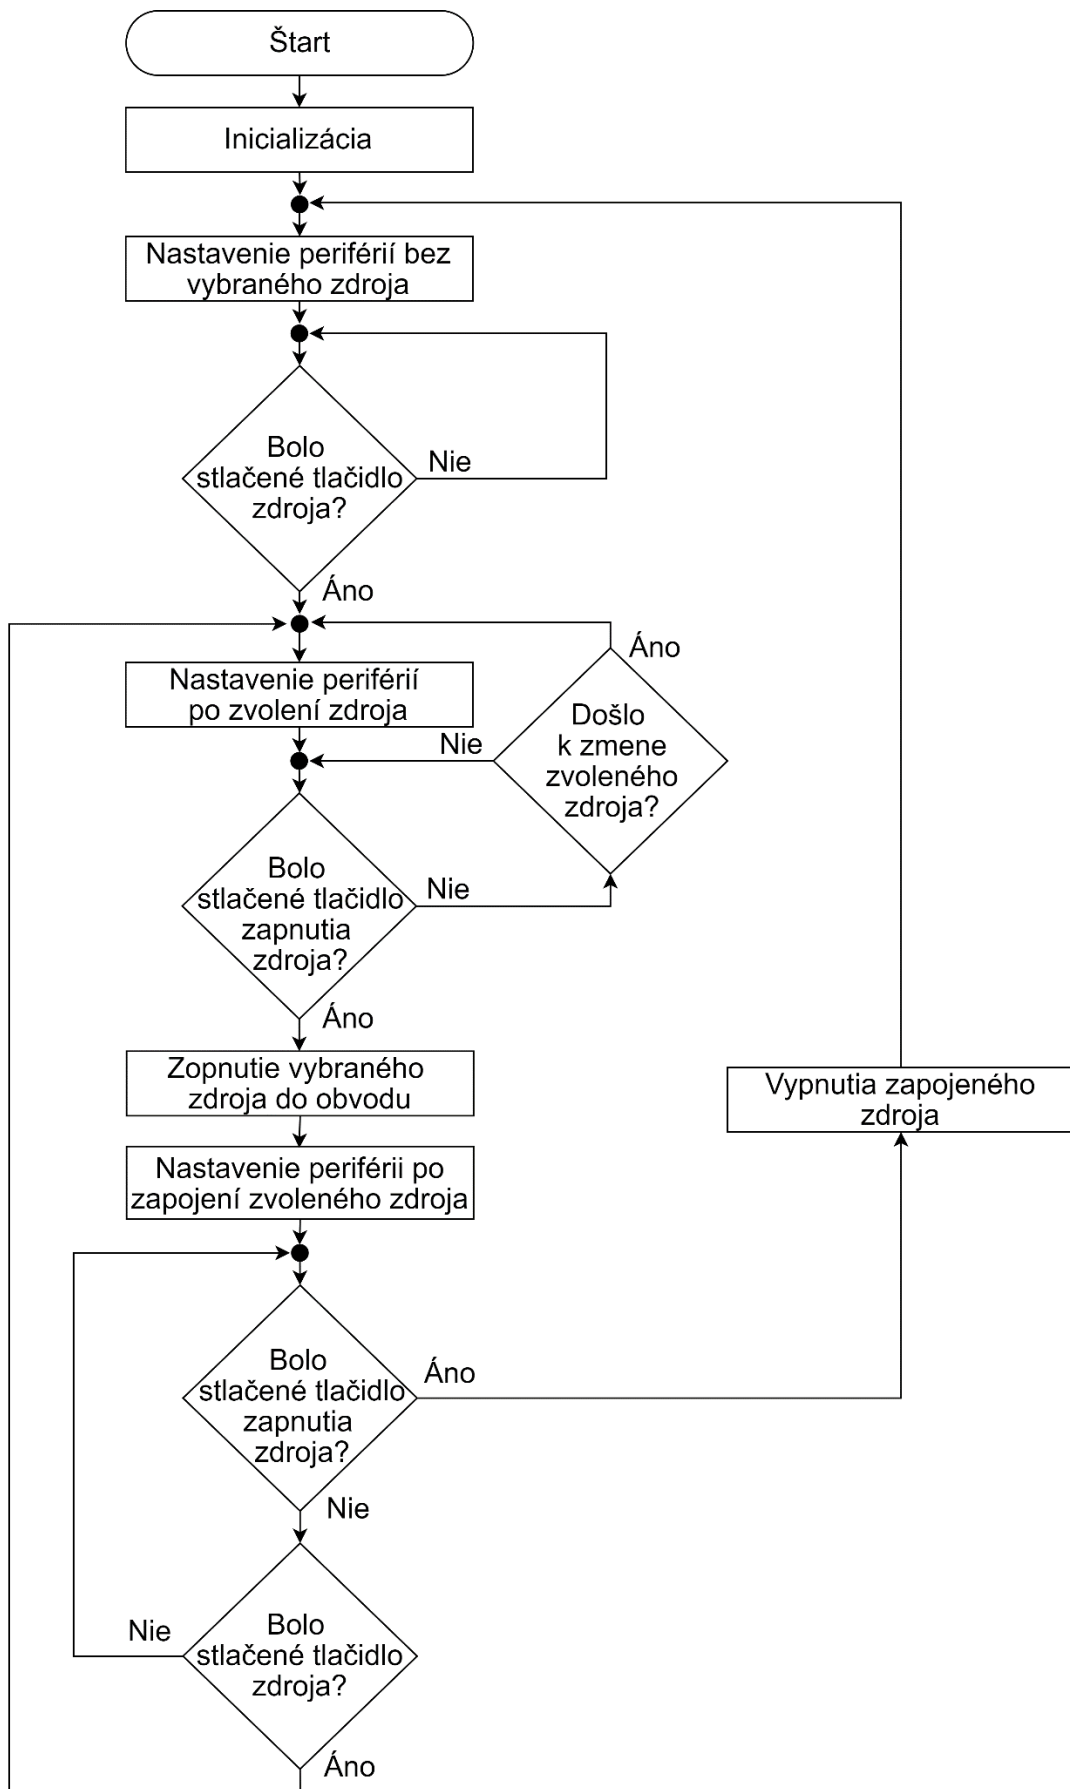 Štart
Inicializácia
Nastavenie periférií bez
vybraného zdroja
Bolo
stlačené tlačidlo
zdroja?
Nie
Áno
Nastavenie periférií
po zvolení zdroja
Nie
Došlo
k zmene
zvoleného
zdroja?
Áno
Bolo
stlačené tlačidlo
zapnutia
zdroja?
Nie
Áno
Zopnutie vybraného
zdroja do obvodu
Vypnutia zapojeného
zdroja
Nastavenie periférii po
zapojení zvoleného zdroja
Bolo
stlačené tlačidlo
zapnutia
zdroja?
Áno
Nie
Bolo
stlačené tlačidlo
zdroja?
Nie
Áno